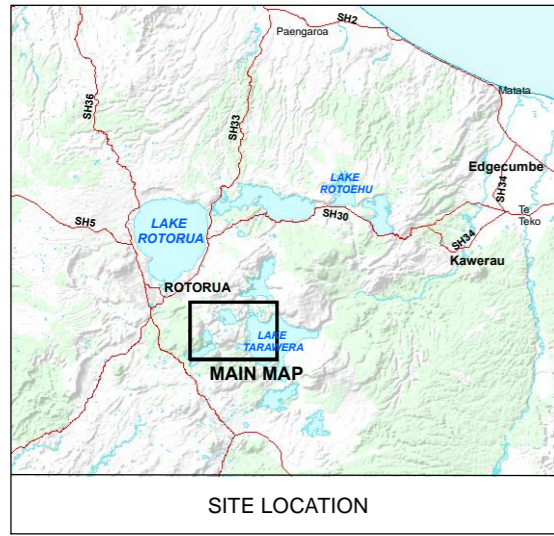 SH2
Paengaroa
SH36
SH33
Matata
Edgecumbe
LAKE
ROTOEHU
SH34
SH5
LAKE
ROTORUA
SH30
Te
Teko
SH34
Kawerau
ROTORUA
LAKE
TARAWERA
MAIN MAP
SITE LOCATION